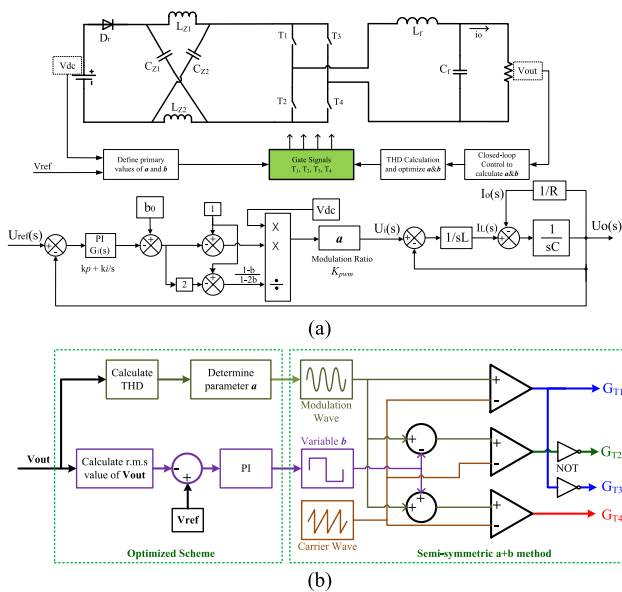 Dr
LZ1
CZ1
CZ2
LZ2
Vdc
T1
T3
T2
T4
Lf
io
Cf
Vout
Vref
Define primary
values of a and b
Gate Signals
T1, T2, T3, T4
THD Calculation
and optimize a&b
Closed-loop
Control to
calculate a&b
Uref(s)
PI
G1(s)
kp + ki/s
b0
1
2
1-b
1-2b
Vdc
×
×
÷
a
Modulation Ratio
Kpwm
Ui(s)
1/sL
IL(s)
Io(s)
1/R
1
sC
Uo(s)
(a)
Calculate
THD
Determine
parameter a
Modulation
Wave
Vout
Calculate r.m.s
value of Vout
PI
Vref
Variable b
Carrier Wave
NOT
GT1
GT2
GT3
GT4
Optimized Scheme
Semi-symmetric a+b method
(b)